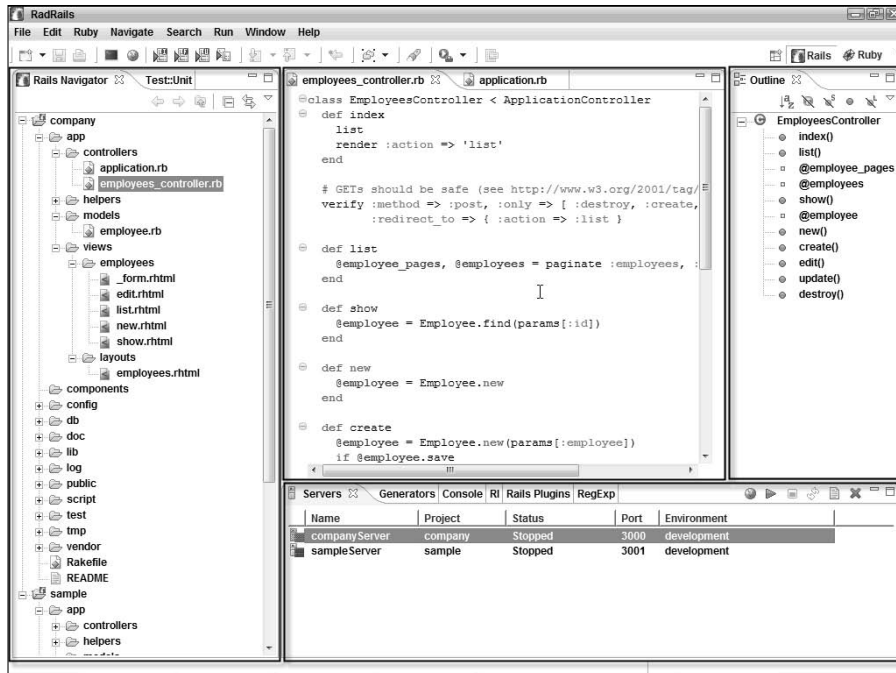 RadRails
File Edit Ruby Navigate Search Run Window Help
Rails Ruby
Rails Navigator Test::Unit
company
app
controllers
application.rb
employees_controller.rb
helpers
models
employee.rb
views
employees
_form.rhtml
edit.rhtml
list.rhtml
new.rhtml
show.rhtml
layouts
employees.rhtml
components
config
db
doc
lib
log
public
script
test
tmp
vendor
Rakefile
README
sample
app
controllers
helpers
employees_controller.rb application.rb
class EmployeesController < ApplicationController
def index
list
render :action => 'list'
end
# GETs should be safe (see http://www.w3.org/2001/tag/
verify :method => :post, :only => [ :destroy, :create,
:redirect_to => { :action => :list }
def list
@employee_pages, @employees = paginate :employees, :
end
def show
@employee = Employee.find(params[:id])
end
def new
@employee = Employee.new
end
def create
@employee = Employee.new(params[:employee])
if @employee.save
Outline
EmployeesController
index()
list()
@employee_pages
@employees
show()
@employee
new()
create()
edit()
update()
destroy()
Servers Generators Console RI Rails Plugins RegExp
Name Project Status Port Environment
companyServer company Stopped 3000 development
sampleServer sample Stopped 3001 development